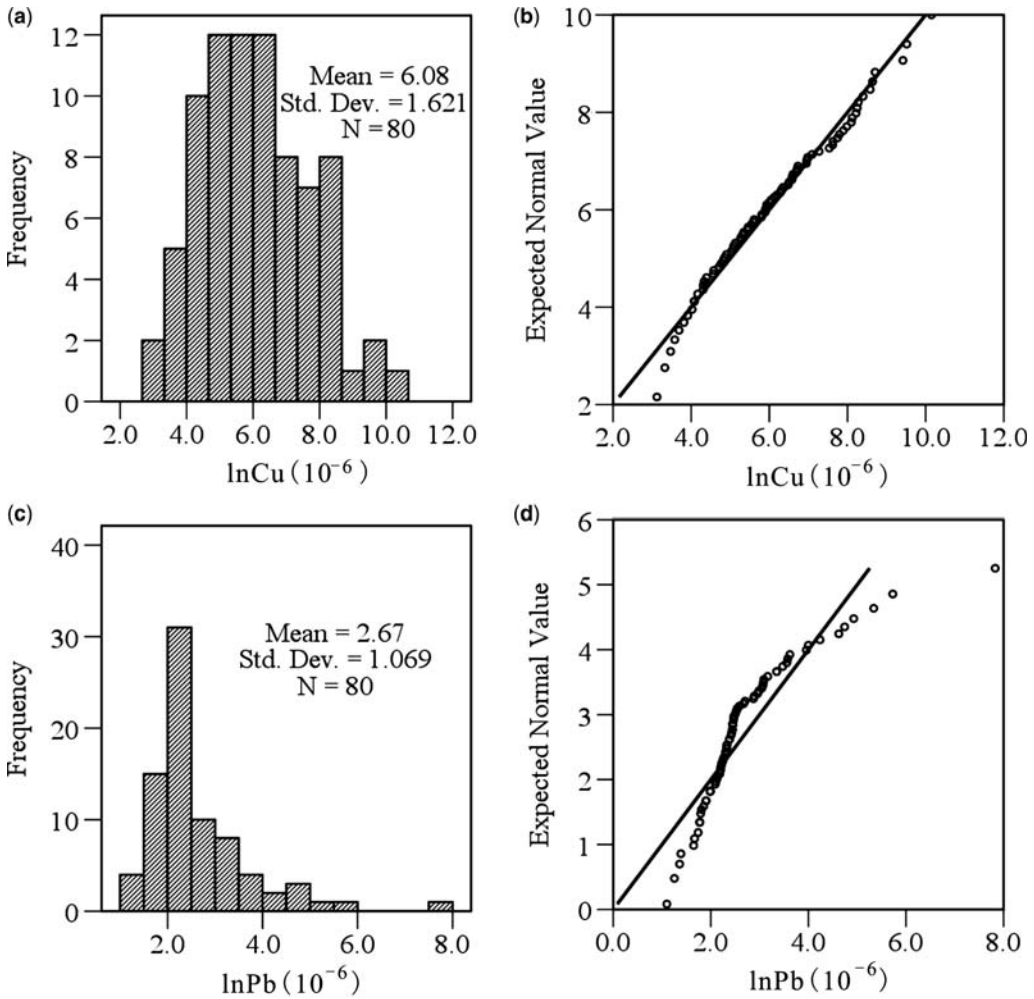 (a)
12
10
8
6
4
2
0
Frequency
Mean = 6.08
Std. Dev. =1.621
N = 80
2.0 4.0 6.0 8.0 10.0 12.0
lnCu (10⁻⁶)
(b)
10
8
6
4
2
Expected Normal Value
2.0 4.0 6.0 8.0 10.0 12.0
lnCu (10⁻⁶)
(c)
40
30
20
10
0
Frequency
Mean = 2.67
Std. Dev. = 1.069
N = 80
2.0 4.0 6.0 8.0
lnPb (10⁻⁶)
(d)
6
5
4
3
2
1
0
Expected Normal Value
0.0 2.0 4.0 6.0 8.0
lnPb (10⁻⁶)